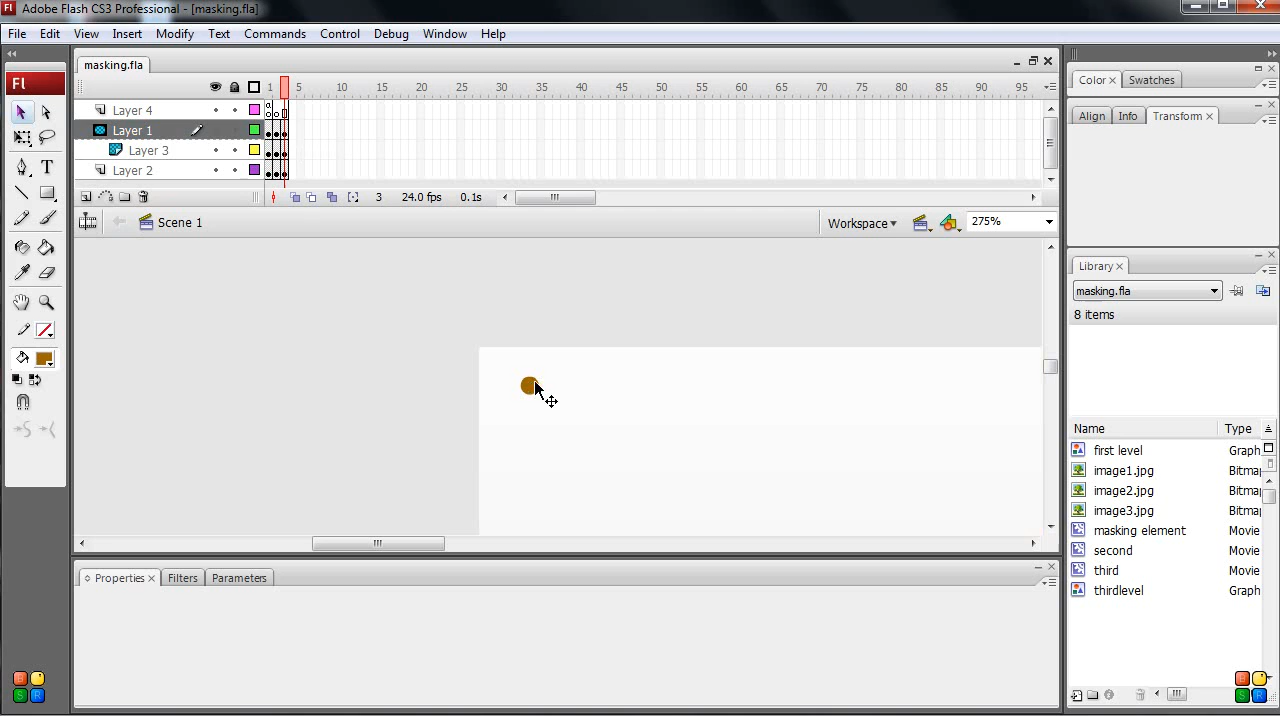 Fl Adobe Flash CS3 Professional - [masking.fla]
File Edit View Insert Modify Text Commands Control Debug Window Help
masking.fla
Fl
1 5 10 15 20 25 30 35 40 45 50 55 60 65 70 75 80 85 90 95
Layer 4
Layer 1
Layer 3
Layer 2
3 24.0 fps 0.1s
Scene 1 Workspace 275%
Properties Filters Parameters
Color Swatches
Align Info Transform
Library
masking.fla
8 items
Name Type
first level Graph
image1.jpg Bitma
image2.jpg Bitma
image3.jpg Bitma
masking element Movie
second Movie
third Movie
thirdlevel Graph
B S R
B S R